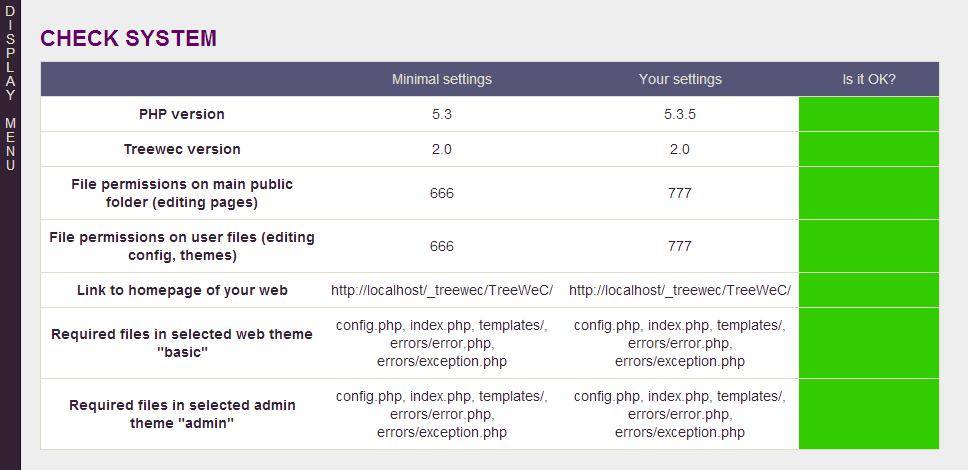 DISPLAY MENU
CHECK SYSTEM
Minimal settings Your settings Is it OK?
PHP version 5.3 5.3.5
Treewec version 2.0 2.0
File permissions on main public
folder (editing pages) 666 777
File permissions on user files (editing
config, themes) 666 777
Link to homepage of your web http://localhost/_treewec/TreeWeC/ http://localhost/_treewec/TreeWeC/
Required files in selected web theme
"basic"
config.php, index.php, templates/,
errors/error.php,
errors/exception.php
config.php, index.php, templates/,
errors/error.php,
errors/exception.php
Required files in selected admin
theme "admin"
config.php, index.php, templates/,
errors/error.php,
errors/exception.php
config.php, index.php, templates/,
errors/error.php,
errors/exception.php